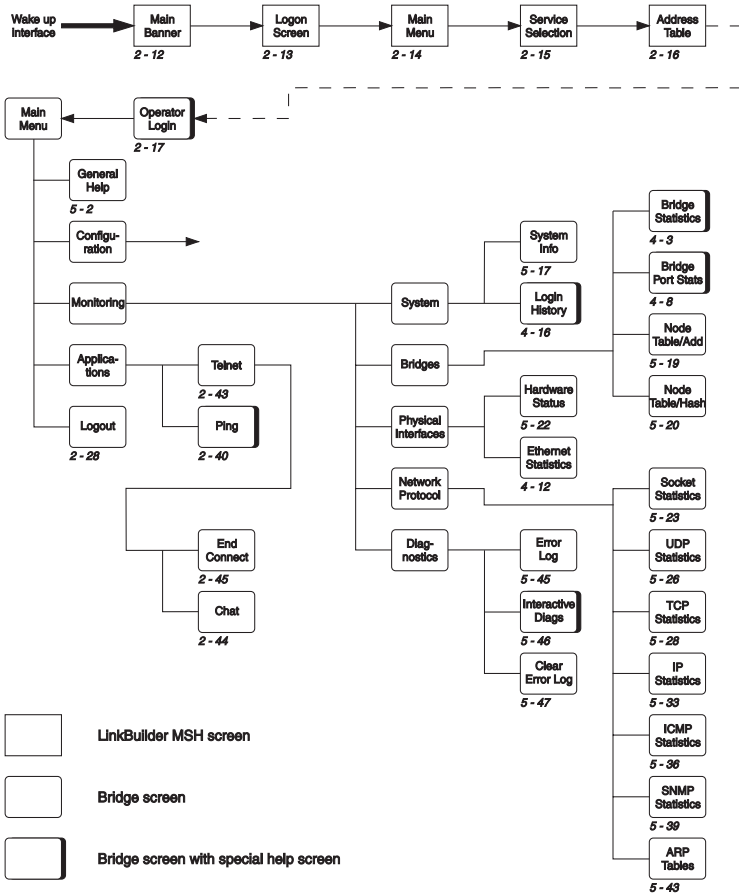 Wake up
Interface
Main
Banner
2 - 12
Logon
Screen
2 - 13
Main
Menu
2 - 14
Service
Selection
2 - 15
Address
Table
2 - 16
Main
Menu
Operator
Login
2 - 17
General
Help
5 - 2
Configu-
ration
Monitoring
Applica-
tions
Logout
2 - 28
Telnet
2 - 43
Ping
2 - 40
End
Connect
2 - 45
Chat
2 - 44
System
Bridges
Physical
Interfaces
Network
Protocol
Diag-
nostics
System
Info
5 - 17
Login
History
4 - 16
Hardware
Status
5 - 22
Ethernet
Statistics
4 - 12
Error
Log
5 - 45
Interactive
Diags
5 - 46
Clear
Error Log
5 - 47
Bridge
Statistics
4 - 3
Bridge
Port Stats
4 - 8
Node
Table/Add
5 - 19
Node
Table/Hash
5 - 20
Socket
Statistics
5 - 23
UDP
Statistics
5 - 26
TCP
Statistics
5 - 28
IP
Statistics
5 - 33
ICMP
Statistics
5 - 36
SNMP
Statistics
5 - 39
ARP
Tables
5 - 43
LinkBuilder MSH screen
Bridge screen
Bridge screen with special help screen